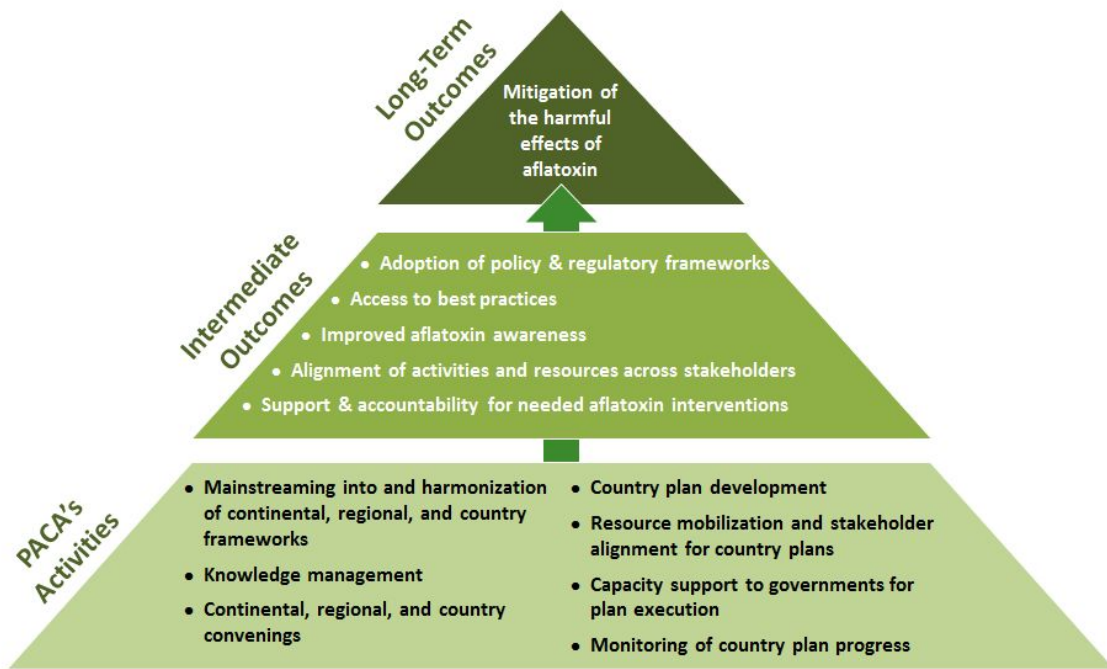 Long-Term
Outcomes
Mitigation of
the harmful
effects of
aflatoxin
Intermediate
Outcomes
• Adoption of policy & regulatory frameworks
• Access to best practices
• Improved aflatoxin awareness
• Alignment of activities and resources across stakeholders
• Support & accountability for needed aflatoxin interventions
PACA's
Activities
• Mainstreaming into and harmonization
of continental, regional, and country
frameworks
• Knowledge management
• Continental, regional, and country
convenings
• Country plan development
• Resource mobilization and stakeholder
alignment for country plans
• Capacity support to governments for
plan execution
• Monitoring of country plan progress